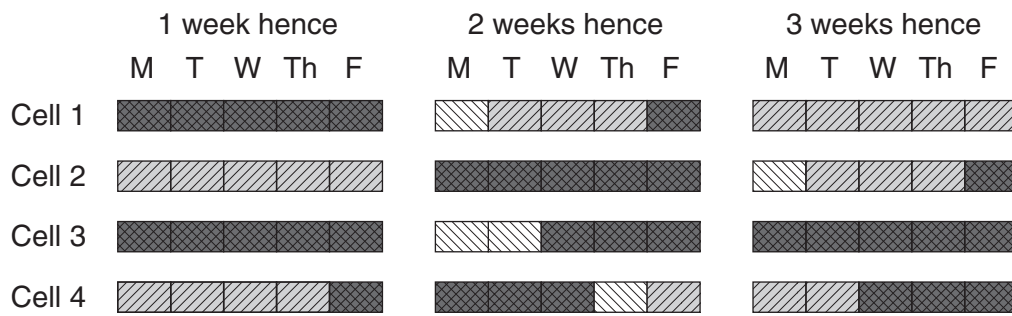 1 week hence 2 weeks hence 3 weeks hence
M T W Th F M T W Th F M T W Th F
Cell 1
Cell 2
Cell 3
Cell 4